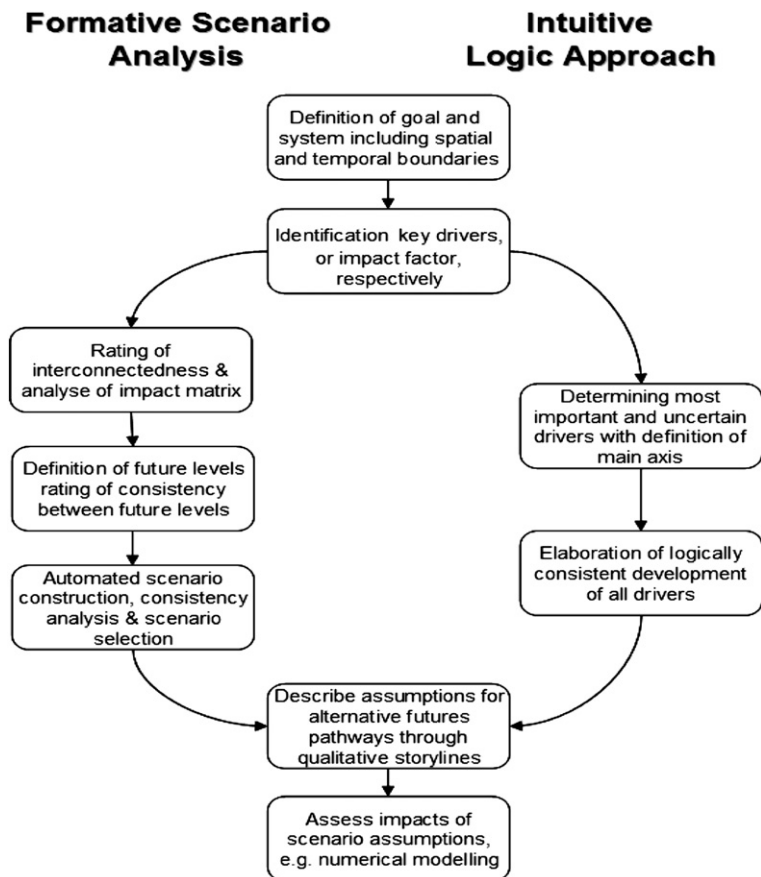 Formative Scenario
Analysis
Intuitive
Logic Approach
Definition of goal and
system including spatial
and temporal boundaries
Identification key drivers,
or impact factor,
respectively
Rating of
interconnectedness &
analyse of impact matrix
Definition of future levels
rating of consistency
between future levels
Automated scenario
construction, consistency
analysis & scenario
selection
Determining most
important and uncertain
drivers with definition of
main axis
Elaboration of logically
consistent development
of all drivers
Describe assumptions for
alternative futures
pathways through
qualitative storylines
Assess impacts of
scenario assumptions,
e.g. numerical modelling